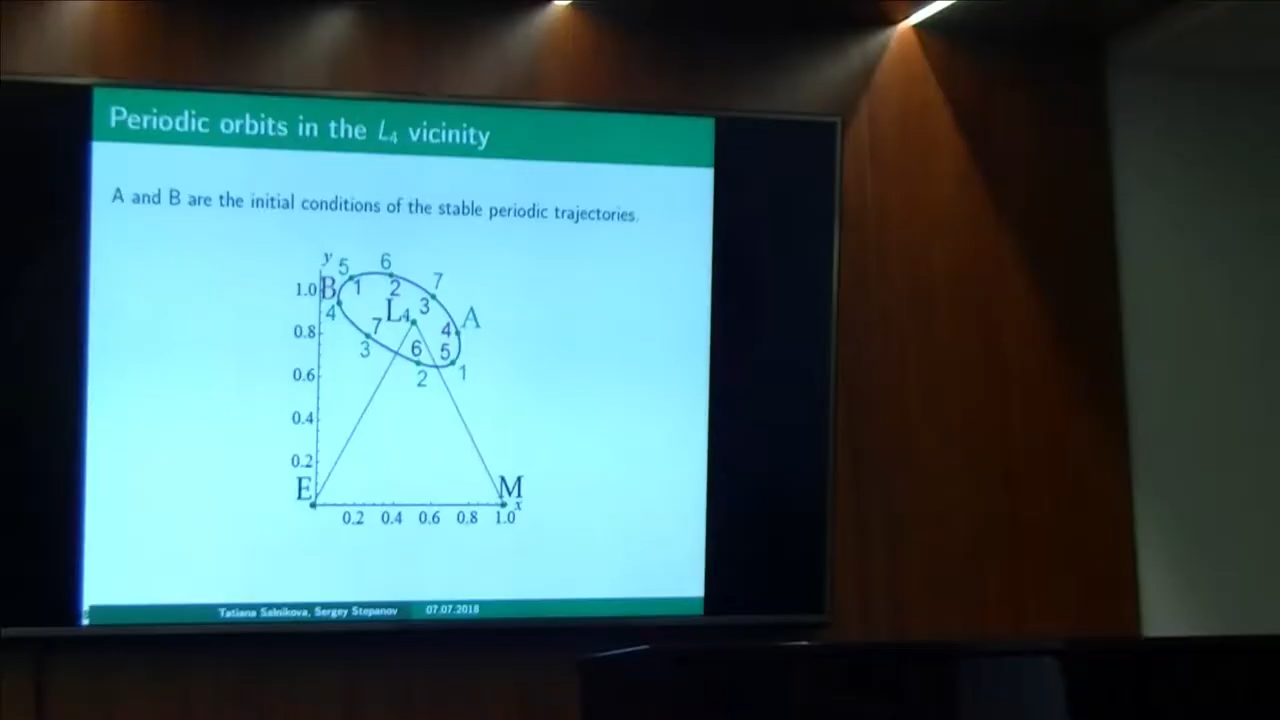 Periodic orbits in the L4 vicinity
A and B are the initial conditions of the stable periodic trajectories.
y 5 6
1.0 B 1 2 7
4 L4 3 A
0.8 7 4
3 6 5
0.6 2 1
0.4
0.2
E M
x
0.2 0.4 0.6 0.8 1.0
Tatiana Salnikova, Sergey Stepanov 07.07.2018